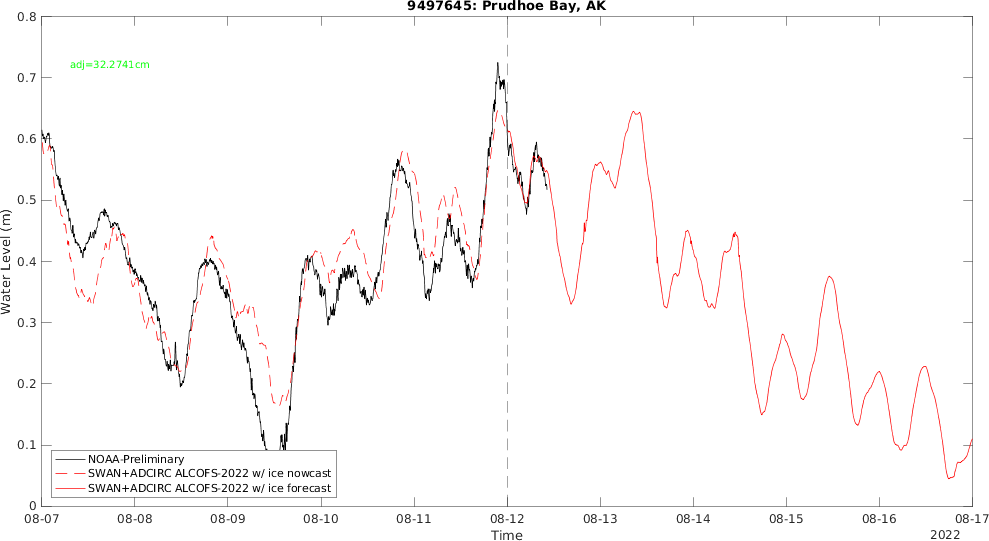 9497645: Prudhoe Bay, AK
0.8
adj=32.2741cm
0.7
0.6
0.5
0.4
0.3
0.2
0.1
0
Water Level (m)
NOAA-Preliminary
SWAN+ADCIRC ALCOFS-2022 w/ ice nowcast
SWAN+ADCIRC ALCOFS-2022 w/ ice forecast
08-07 08-08 08-09 08-10 08-11 08-12 08-13 08-14 08-15 08-16 08-17
Time
2022